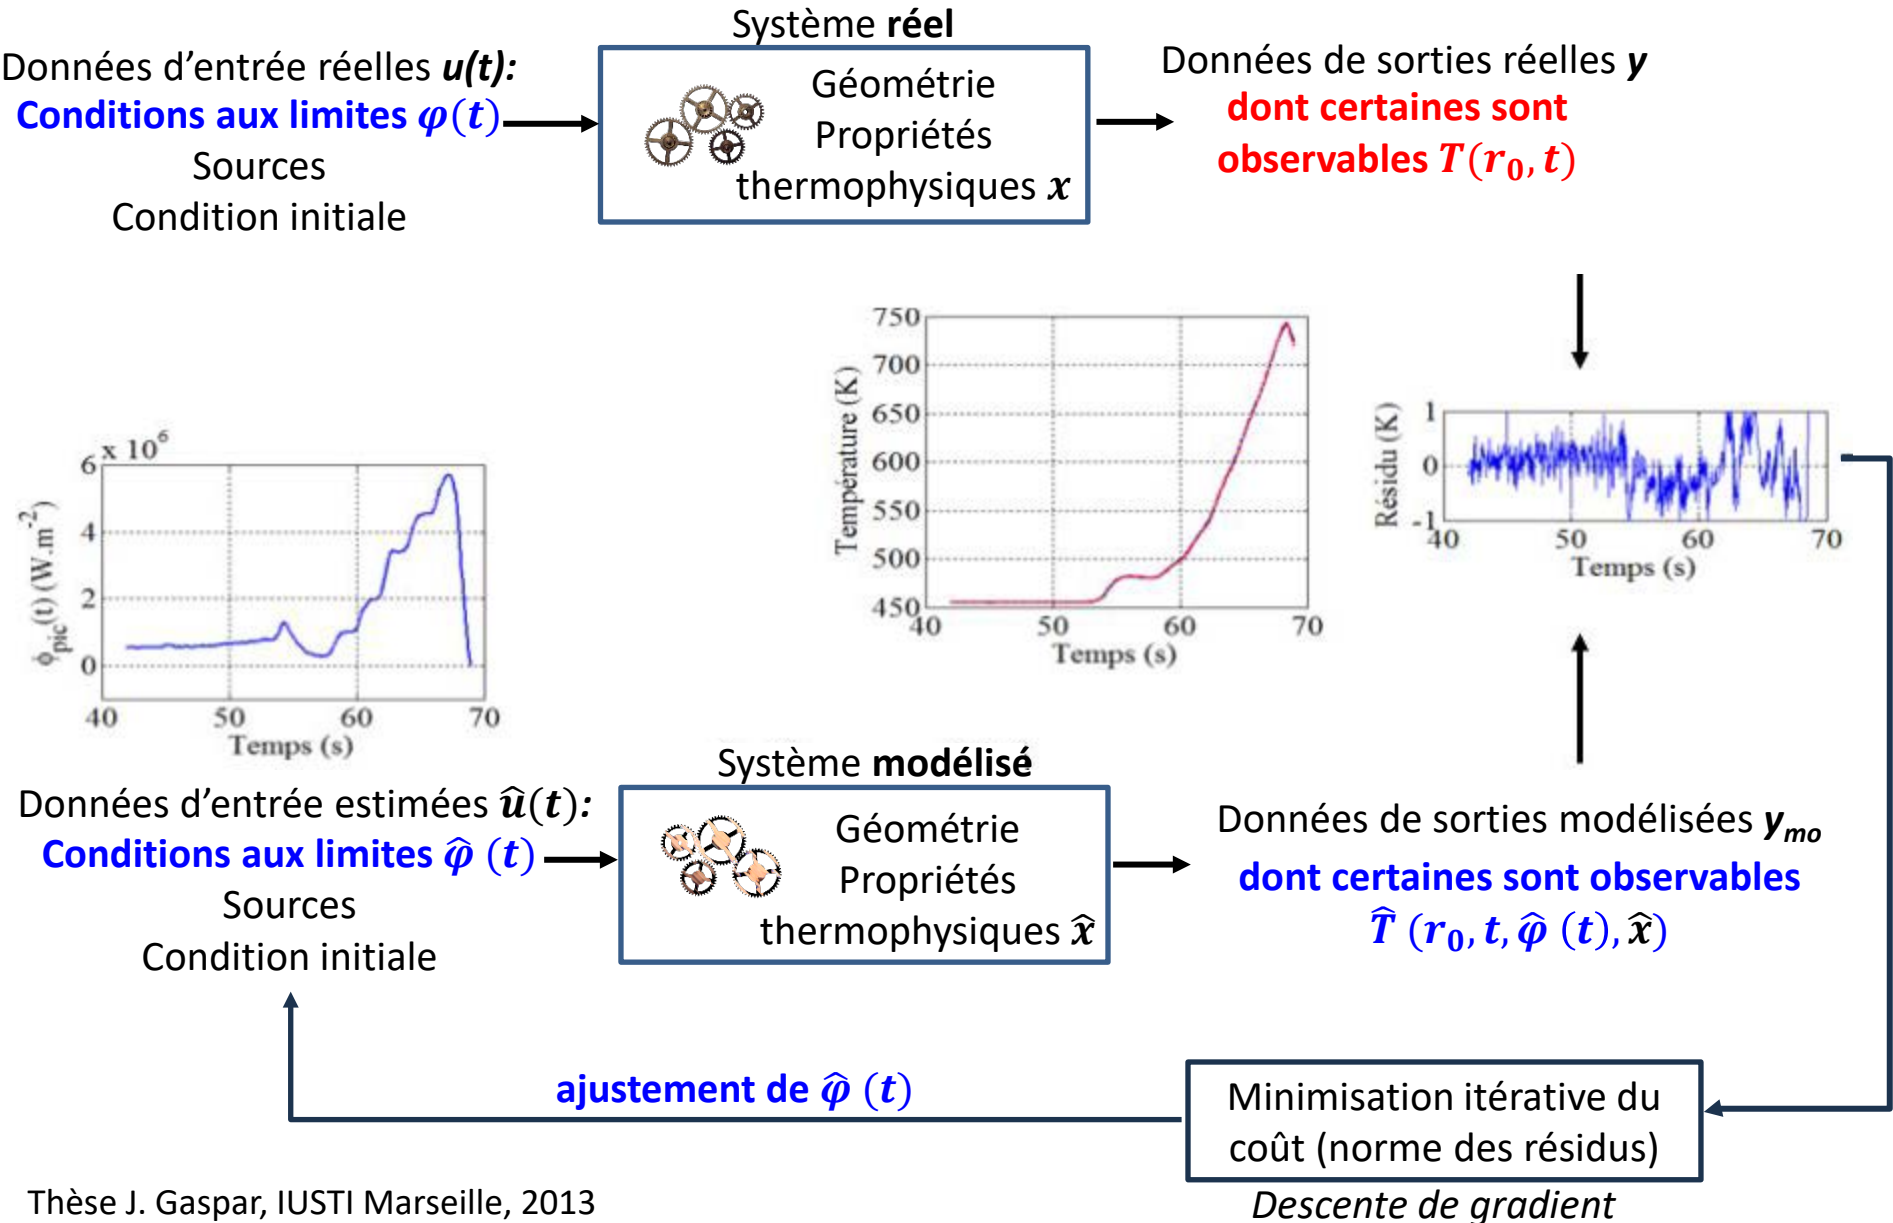 Système réel
Données d’entrée réelles u(t):
Conditions aux limites φ(t)
Sources
Condition initiale
Géométrie
Propriétés
thermophysiques x
Données de sorties réelles y
dont certaines sont
observables T(r₀, t)
750
700
650
600
550
500
450
40 50 60 70
Température (K)
Temps (s)
1
0
-1
40 50 60 70
Résidu (K)
Temps (s)
x 10⁶
6
4
2
0
40 50 60 70
ϕpic(t) (W.m⁻²)
Temps (s)
Système modélisé
Données d’entrée estimées û(t):
Conditions aux limites φ̂ (t)
Sources
Condition initiale
Géométrie
Propriétés
thermophysiques x̂
Données de sorties modélisées ymo
dont certaines sont observables
T̂ (r₀, t, φ̂ (t), x̂)
ajustement de φ̂ (t)
Minimisation itérative du
coût (norme des résidus)
Descente de gradient
Thèse J. Gaspar, IUSTI Marseille, 2013